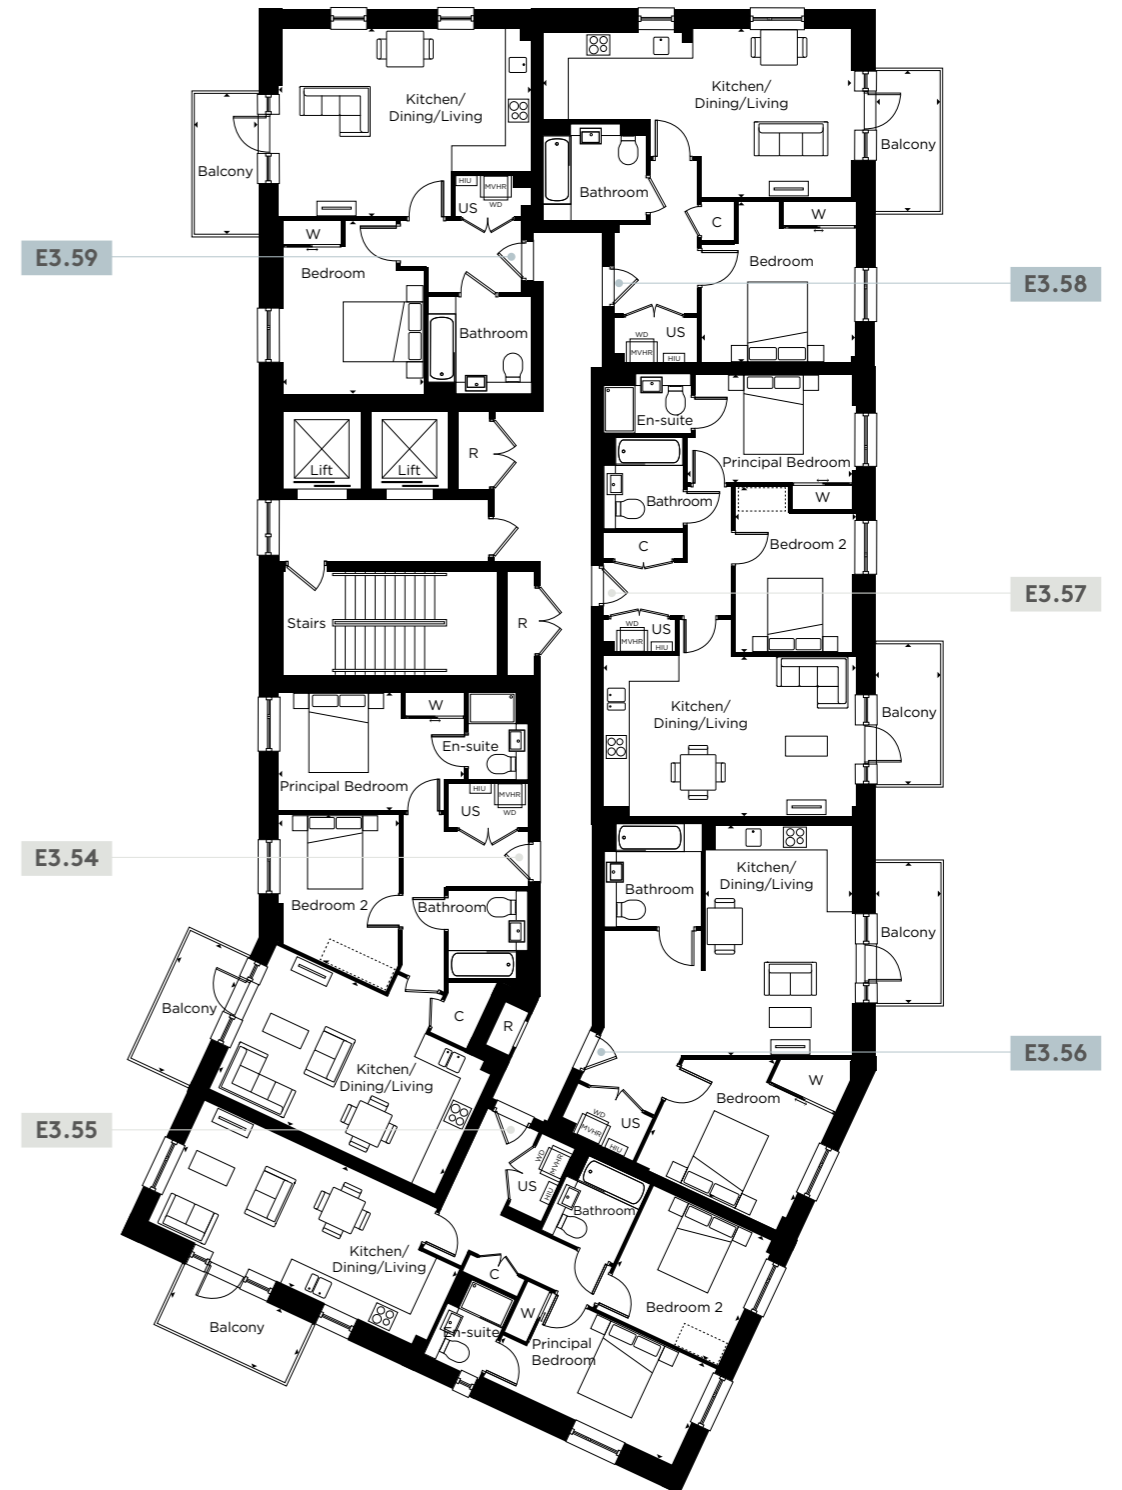 Kitchen/
Dining/Living
Balcony
HIU
MVHR
WD
US
W
Bedroom
Bathroom
E3.59
Kitchen/
Dining/Living
Balcony
Bathroom
C
W
Bedroom
WD
US
MVHR
HIU
E3.58
Lift
Lift
R
Stairs
R
En-suite
Principal Bedroom
Bathroom
W
C
Bedroom 2
WD
US
MVHR
HIU
E3.57
Kitchen/
Dining/Living
Balcony
W
En-suite
Principal Bedroom
HIU
MVHR
US
WD
E3.54
Bedroom 2
Bathroom
Balcony
C
R
Kitchen/
Dining/Living
Kitchen/
Dining/Living
Bathroom
Balcony
E3.56
W
Bedroom
WD
US
MVHR
HIU
E3.55
WD
MVHR
US
HIU
Bathroom
Kitchen/
Dining/Living
C
W
Bedroom 2
Balcony
En-suite
Principal
Bedroom